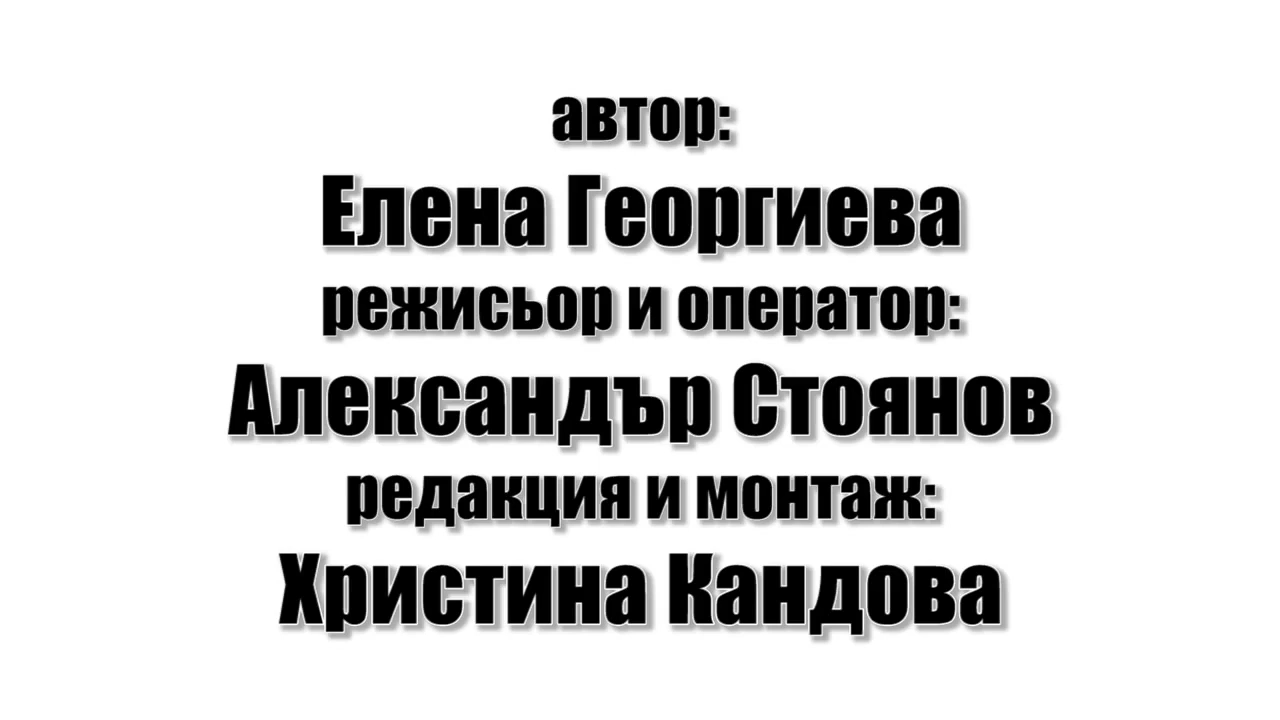 автор:
Елена Георгиева
режисьор и оператор:
Александър Стоянов
редакция и монтаж:
Христина Кандова